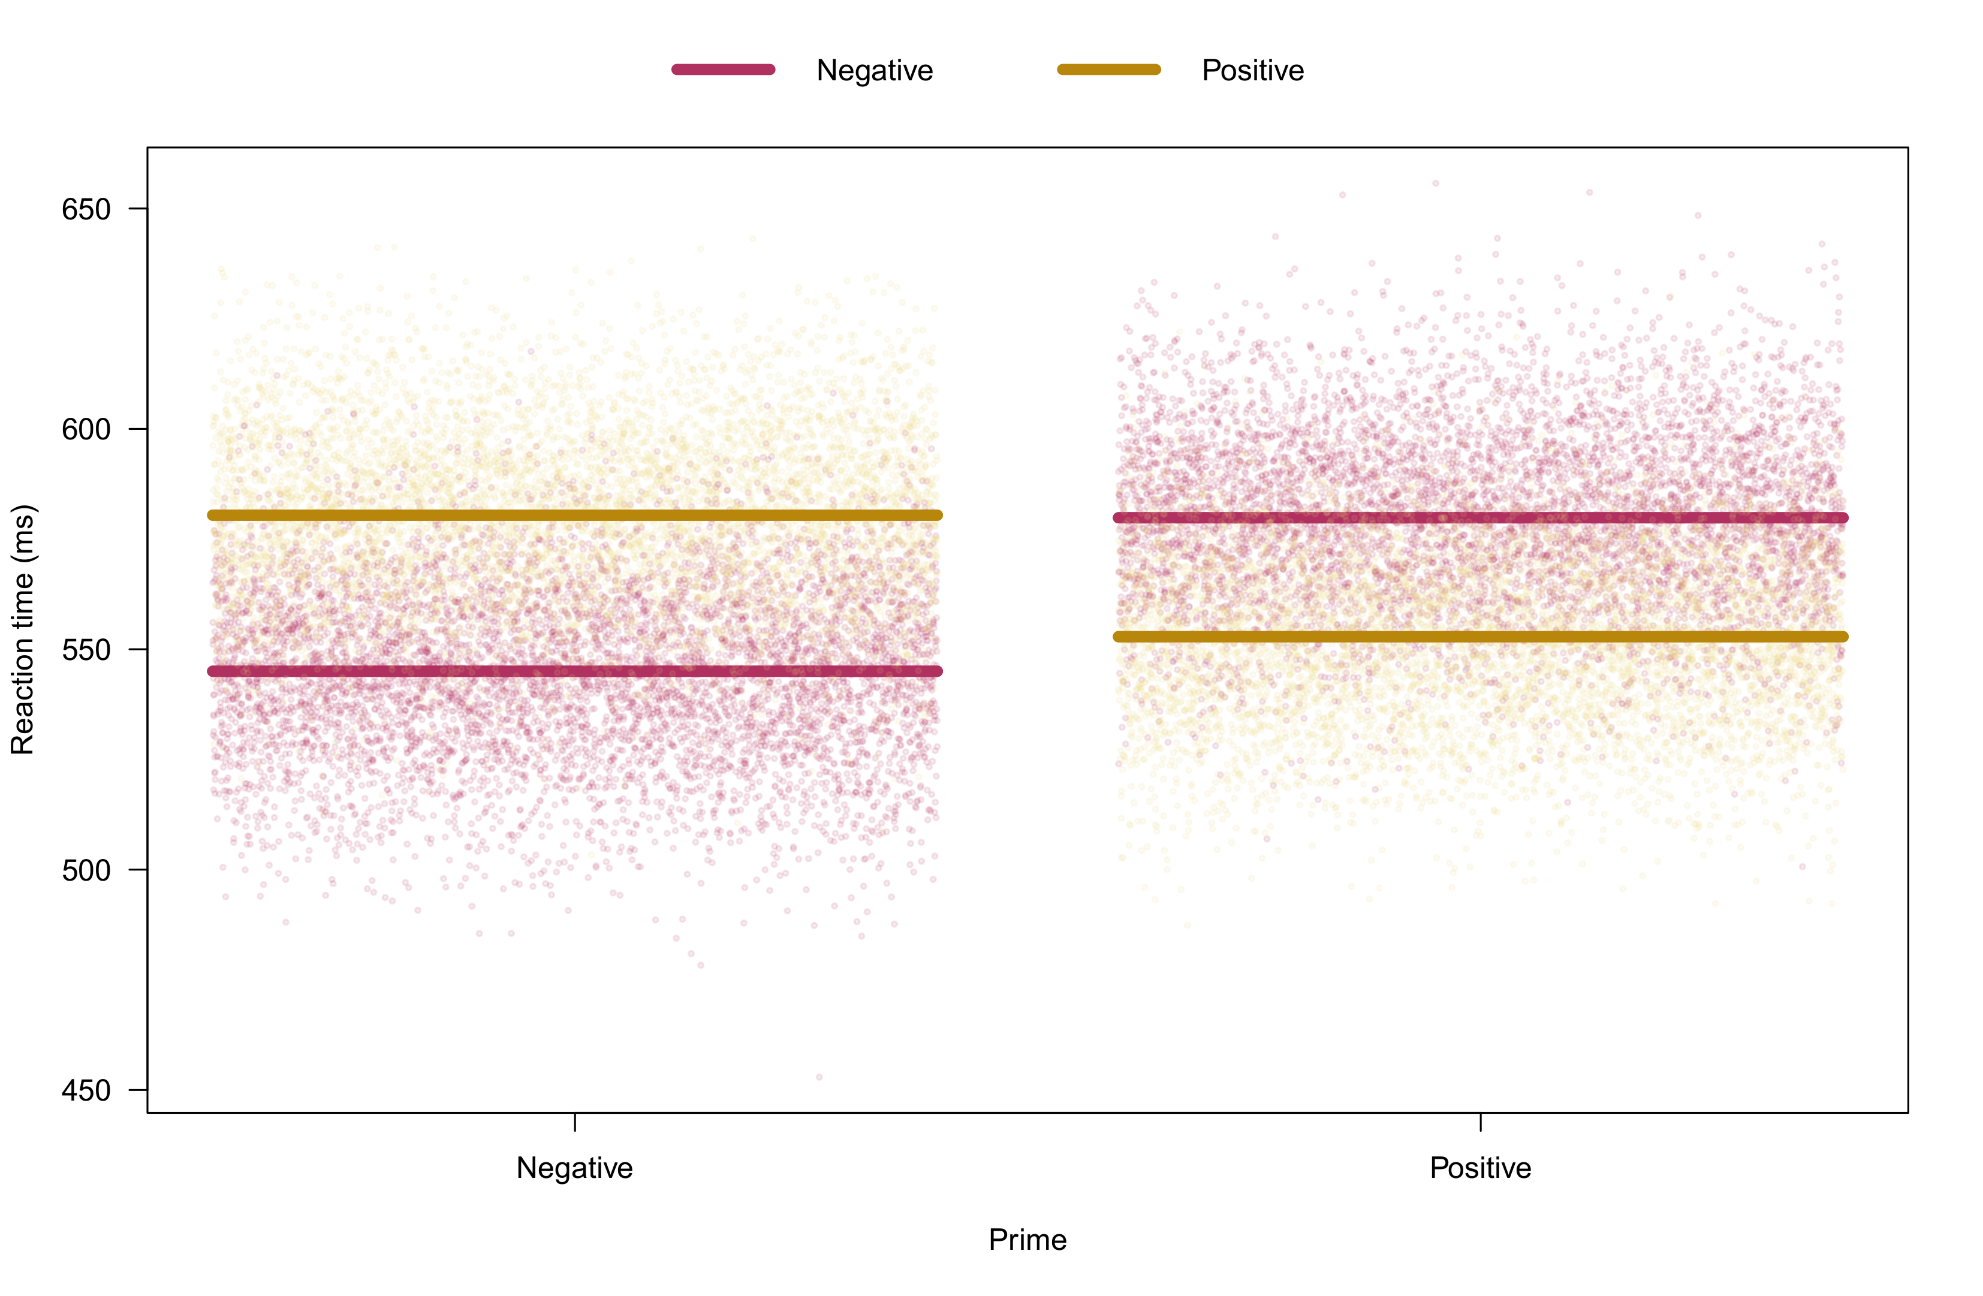 Negative Positive
Reaction time (ms)
650
600
550
500
450
Negative Positive
Prime